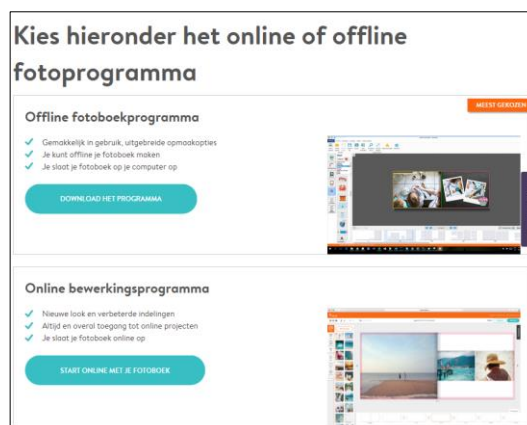 Kies hieronder het online of offline
fotoprogramma
MEEST GEKOZEN
Offline fotoboekprogramma
Gemakkelijk in gebruik, uitgebreide opmaakopties
Je kunt offline je fotoboek maken
Je slaat je fotoboek op je computer op
DOWNLOAD HET PROGRAMMA
Online bewerkingsprogramma
Nieuwe look en verbeterde indelingen
Altijd en overal toegang tot online projecten
Je slaat je fotoboek online op
START ONLINE MET JE FOTOBOEK